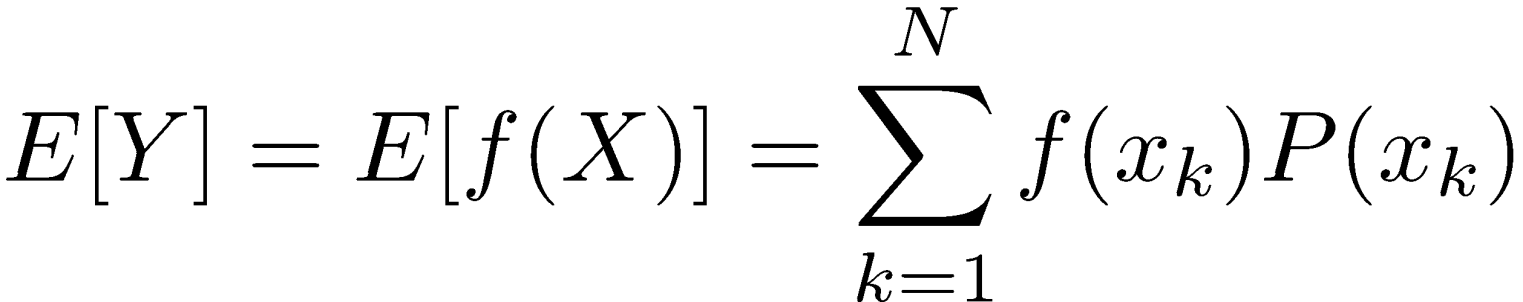 E[Y] = E[f(X)] = \sum_{k=1}^{N} f(x_k)P(x_k)